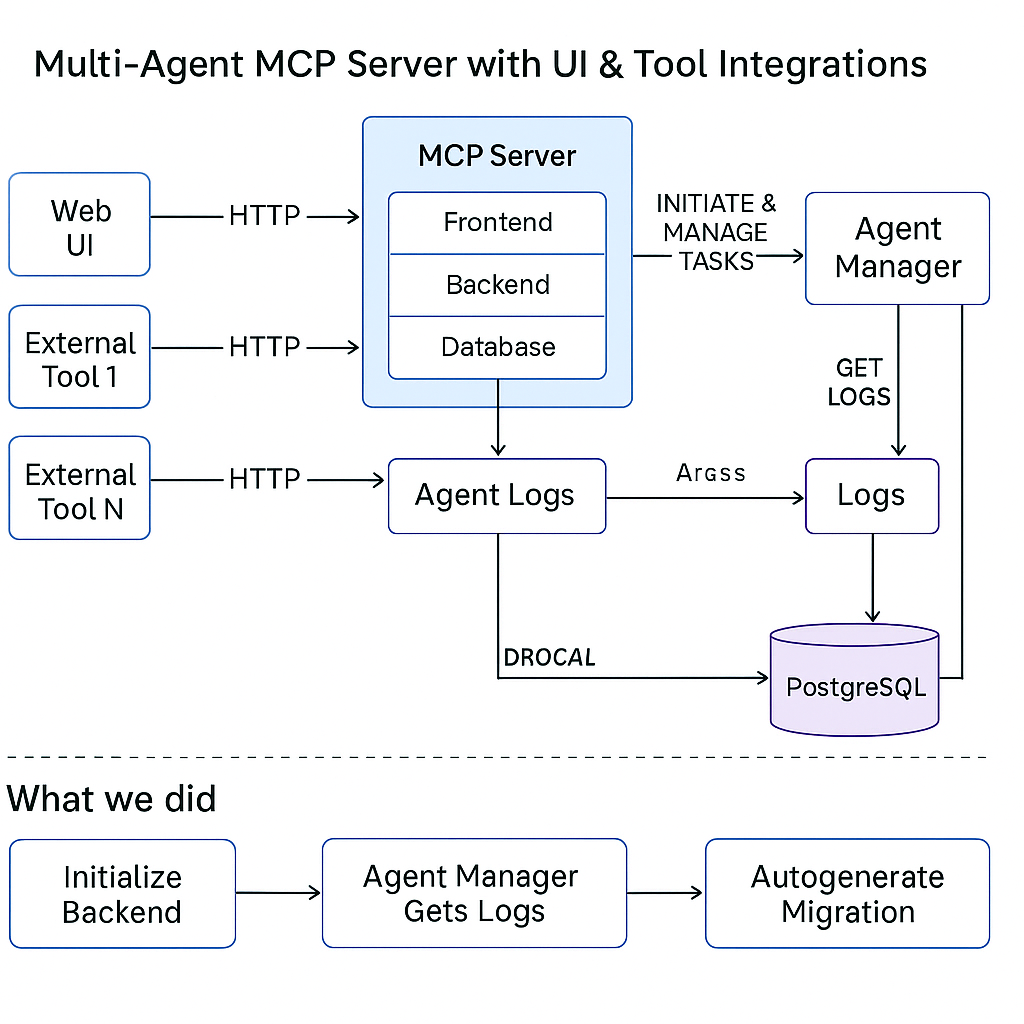 Multi-Agent MCP Server with UI & Tool Integrations
MCP Server
Web
UI
HTTP
Frontend
Backend
Database
INITIATE &
MANAGE
TASKS
Agent
Manager
External
Tool 1
HTTP
GET
LOGS
External
Tool N
HTTP
Agent Logs
Argss
Logs
DROCAL
PostgreSQL
What we did
Initialize
Backend
Agent Manager
Gets Logs
Autogenerate
Migration